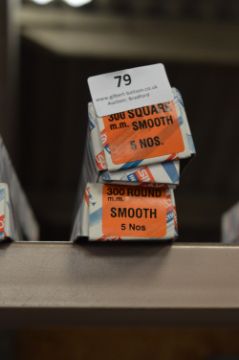 79
www.gilbert-baitson.co.uk
Auction: Bradford
300 SQUARE
m.m. SMOOTH
5 NOS.
300 ROUND
m.m.
SMOOTH
5 Nos